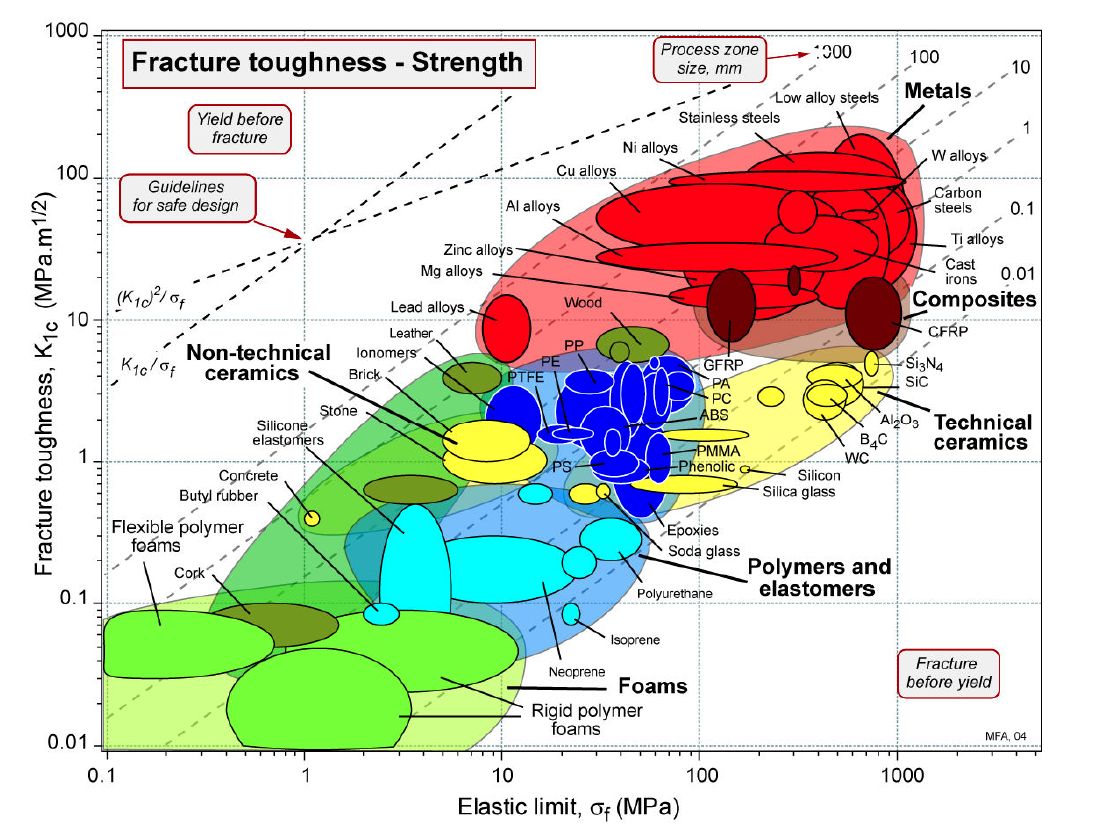 Fracture toughness - Strength
Process zone
size, mm
1000
100
10
1
0.1
0.01
Yield before
fracture
Guidelines
for safe design
Metals
Low alloy steels
Stainless steels
Ni alloys
W alloys
Cu alloys
Carbon
steels
Al alloys
Ti alloys
Zinc alloys
Cast
irons
Mg alloys
Composites
(K1c)²/σf
Lead alloys
Wood
CFRP
Leather
K1c/σf
Non-technical
ceramics
Ionomers
PP
PE
PTFE
GFRP
Si3N4
SiC
Brick
PA
PC
Stone
ABS
Al2O3
Technical
ceramics
B4C
WC
Silicone
elastomers
PMMA
PS
Phenolic
Concrete
Silicon
Silica glass
Butyl rubber
Flexible polymer
foams
Epoxies
Soda glass
Cork
Polymers and
elastomers
Polyurethane
Isoprene
Neoprene
Foams
Rigid polymer
foams
Fracture
before yield
MFA, 04
Fracture toughness, K1c (MPa.m1/2)
1000
100
10
1
0.1
0.01
0.1
1
10
100
1000
Elastic limit, σf (MPa)